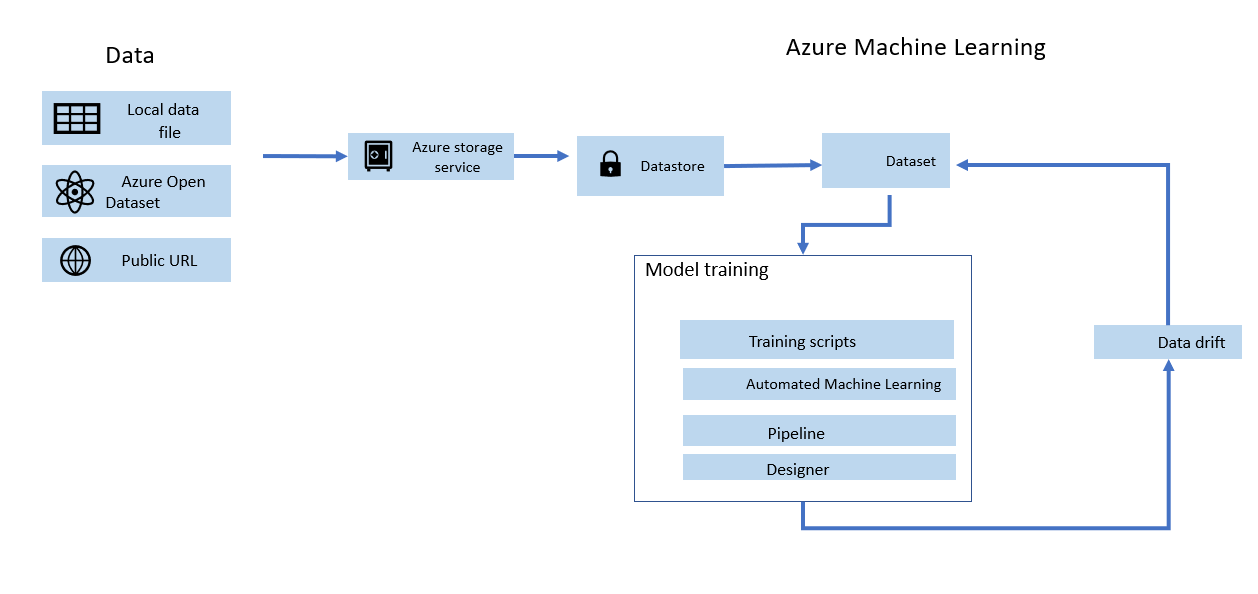 Data
Azure Machine Learning
Local data
file
Azure Open
Dataset
Public URL
Azure storage
service
Datastore
Dataset
Model training
Training scripts
Automated Machine Learning
Pipeline
Designer
Data drift